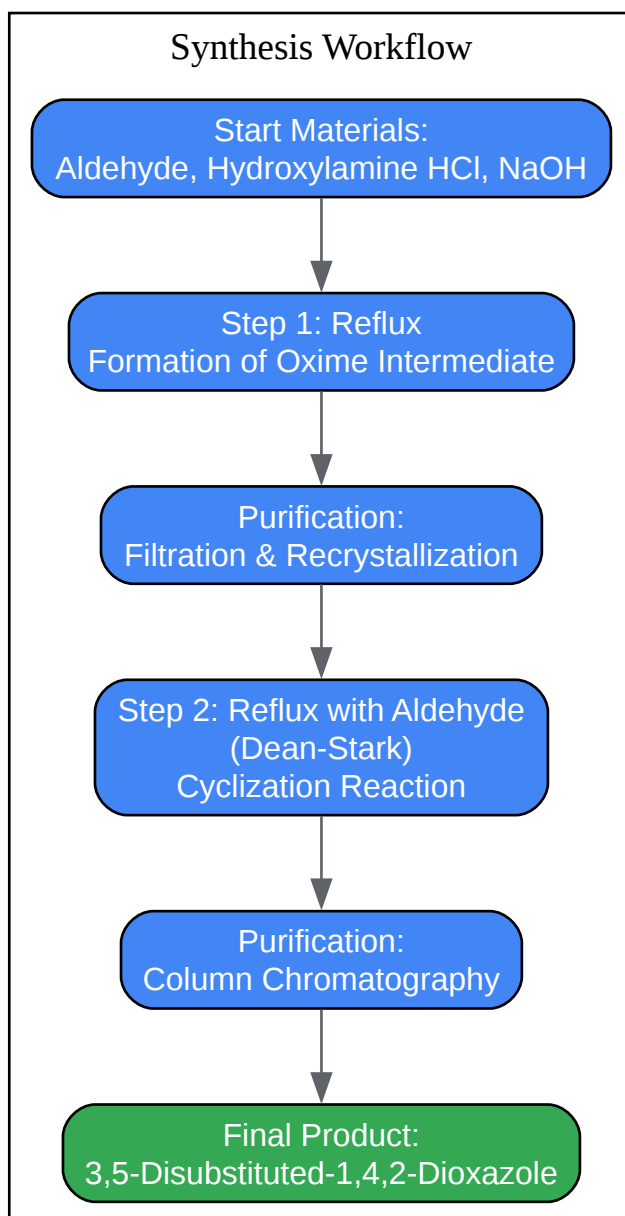 Synthesis Workflow
Start Materials:
Aldehyde, Hydroxylamine HCl, NaOH
Step 1: Reflux
Formation of Oxime Intermediate
Purification:
Filtration & Recrystallization
Step 2: Reflux with Aldehyde
(Dean-Stark)
Cyclization Reaction
Purification:
Column Chromatography
Final Product:
3,5-Disubstituted-1,4,2-Dioxazole